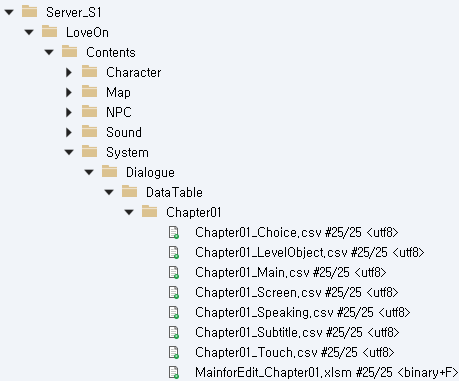 Server_S1
LoveOn
Contents
Character
Map
NPC
Sound
System
Dialogue
DataTable
Chapter01
Chapter01_Choice.csv #25/25 <utf8>
Chapter01_LevelObject.csv #25/25 <utf8>
Chapter01_Main.csv #25/25 <utf8>
Chapter01_Screen.csv #25/25 <utf8>
Chapter01_Speaking.csv #25/25 <utf8>
Chapter01_Subtitle.csv #25/25 <utf8>
Chapter01_Touch.csv #25/25 <utf8>
MainforEdit_Chapter01.xlsm #25/25 <binary+F>